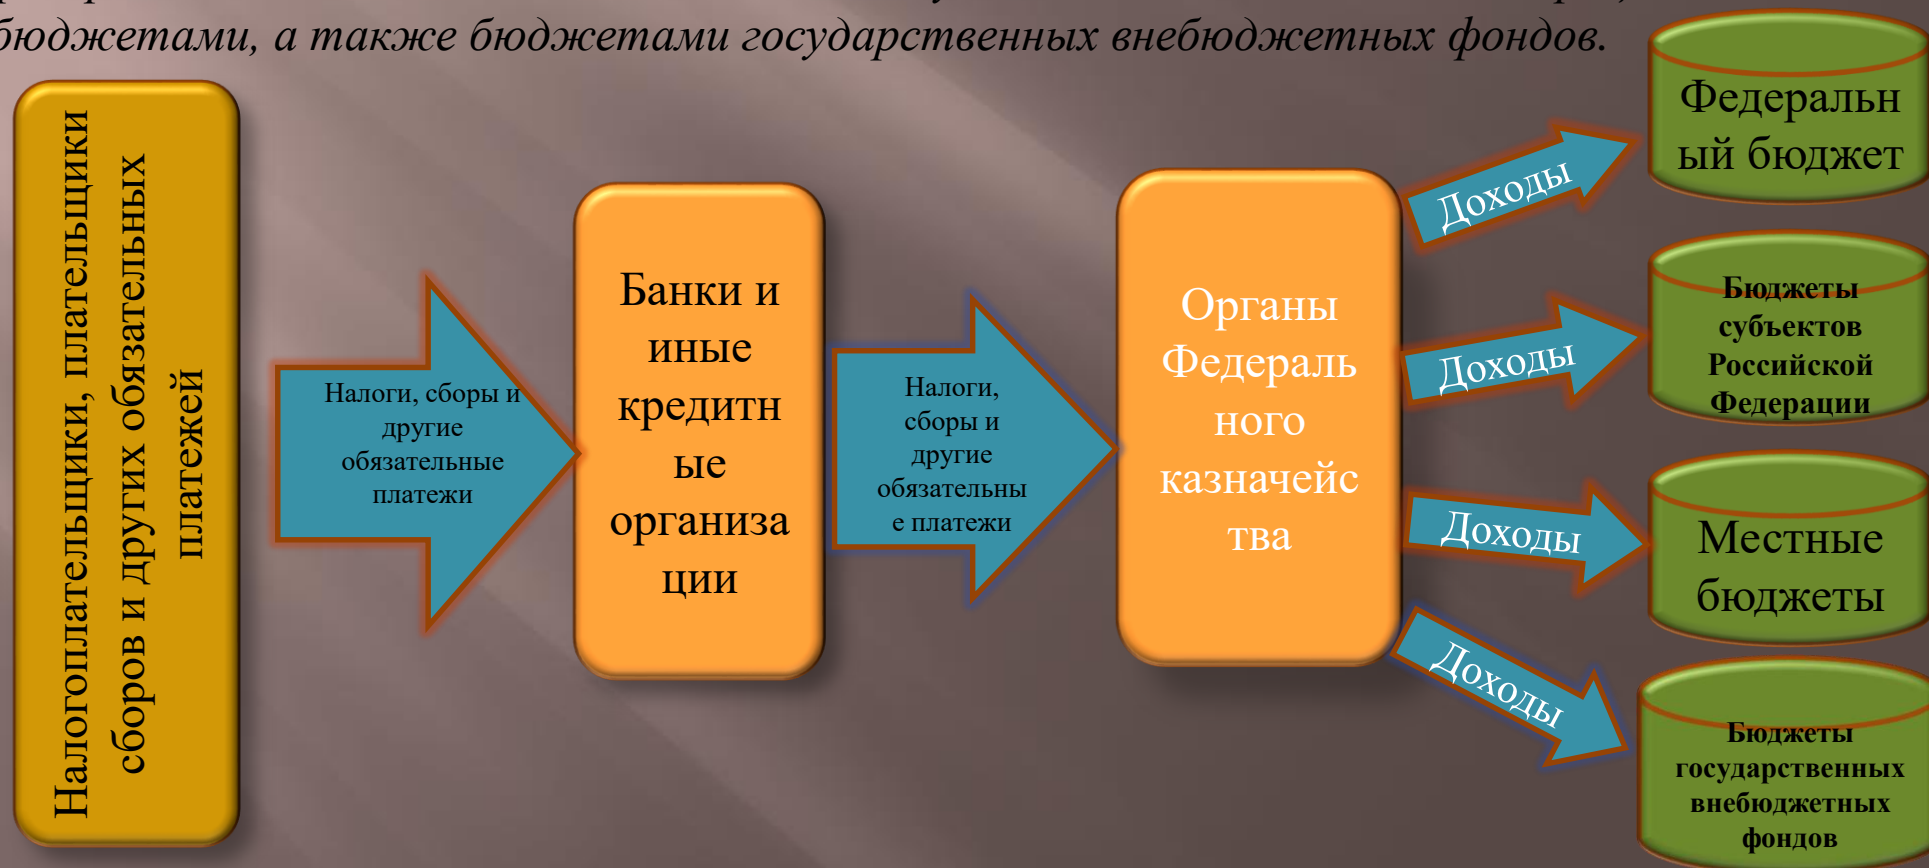 бюджетами, а также бюджетами государственных внебюджетных фондов.
Налогоплательщики, плательщики
сборов и других обязательных
платежей
Налоги, сборы и
другие
обязательные
платежи
Банки и
иные
кредитн
ые
организа
ции
Налоги,
сборы и
другие
обязательны
е платежи
Органы
Федераль
ного
казначейс
тва
Доходы
Доходы
Доходы
Доходы
Федеральн
ый бюджет
Бюджеты
субъектов
Российской
Федерации
Местные
бюджеты
Бюджеты
государственных
внебюджетных
фондов